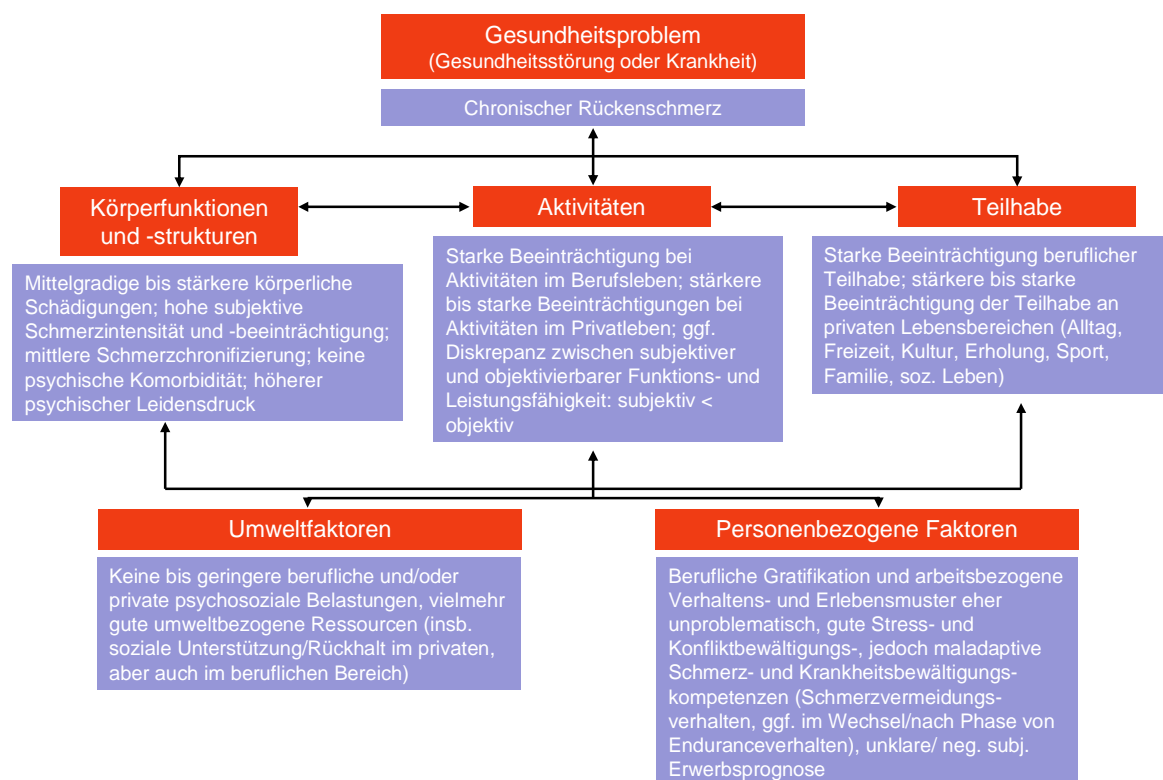 Gesundheitsproblem
(Gesundheitsstörung oder Krankheit)
Chronischer Rückenschmerz
Körperfunktionen
und -strukturen
Mittelgradige bis stärkere körperliche
Schädigungen; hohe subjektive
Schmerzintensität und -beeinträchtigung;
mittlere Schmerzchronifizierung; keine
psychische Komorbidität; höherer
psychischer Leidensdruck
Aktivitäten
Starke Beeinträchtigung bei
Aktivitäten im Berufsleben; stärkere
bis starke Beeinträchtigungen bei
Aktivitäten im Privatleben; ggf.
Diskrepanz zwischen subjektiver
und objektivierbarer Funktions- und
Leistungsfähigkeit: subjektiv <
objektiv
Teilhabe
Starke Beeinträchtigung beruflicher
Teilhabe; stärkere bis starke
Beeinträchtigung der Teilhabe an
privaten Lebensbereichen (Alltag,
Freizeit, Kultur, Erholung, Sport,
Familie, soz. Leben)
Umweltfaktoren
Keine bis geringere berufliche und/oder
private psychosoziale Belastungen, vielmehr
gute umweltbezogene Ressourcen (insb.
soziale Unterstützung/Rückhalt im privaten,
aber auch im beruflichen Bereich)
Personenbezogene Faktoren
Berufliche Gratifikation und arbeitsbezogene
Verhaltens- und Erlebensmuster eher
unproblematisch, gute Stress- und
Konfliktbewältigungs-, jedoch maladaptive
Schmerz- und Krankheitsbewältigungs-
kompetenzen (Schmerzvermeidungs-
verhalten, ggf. im Wechsel/nach Phase von
Enduranceverhalten), unklare/ neg. subj.
Erwerbsprognose